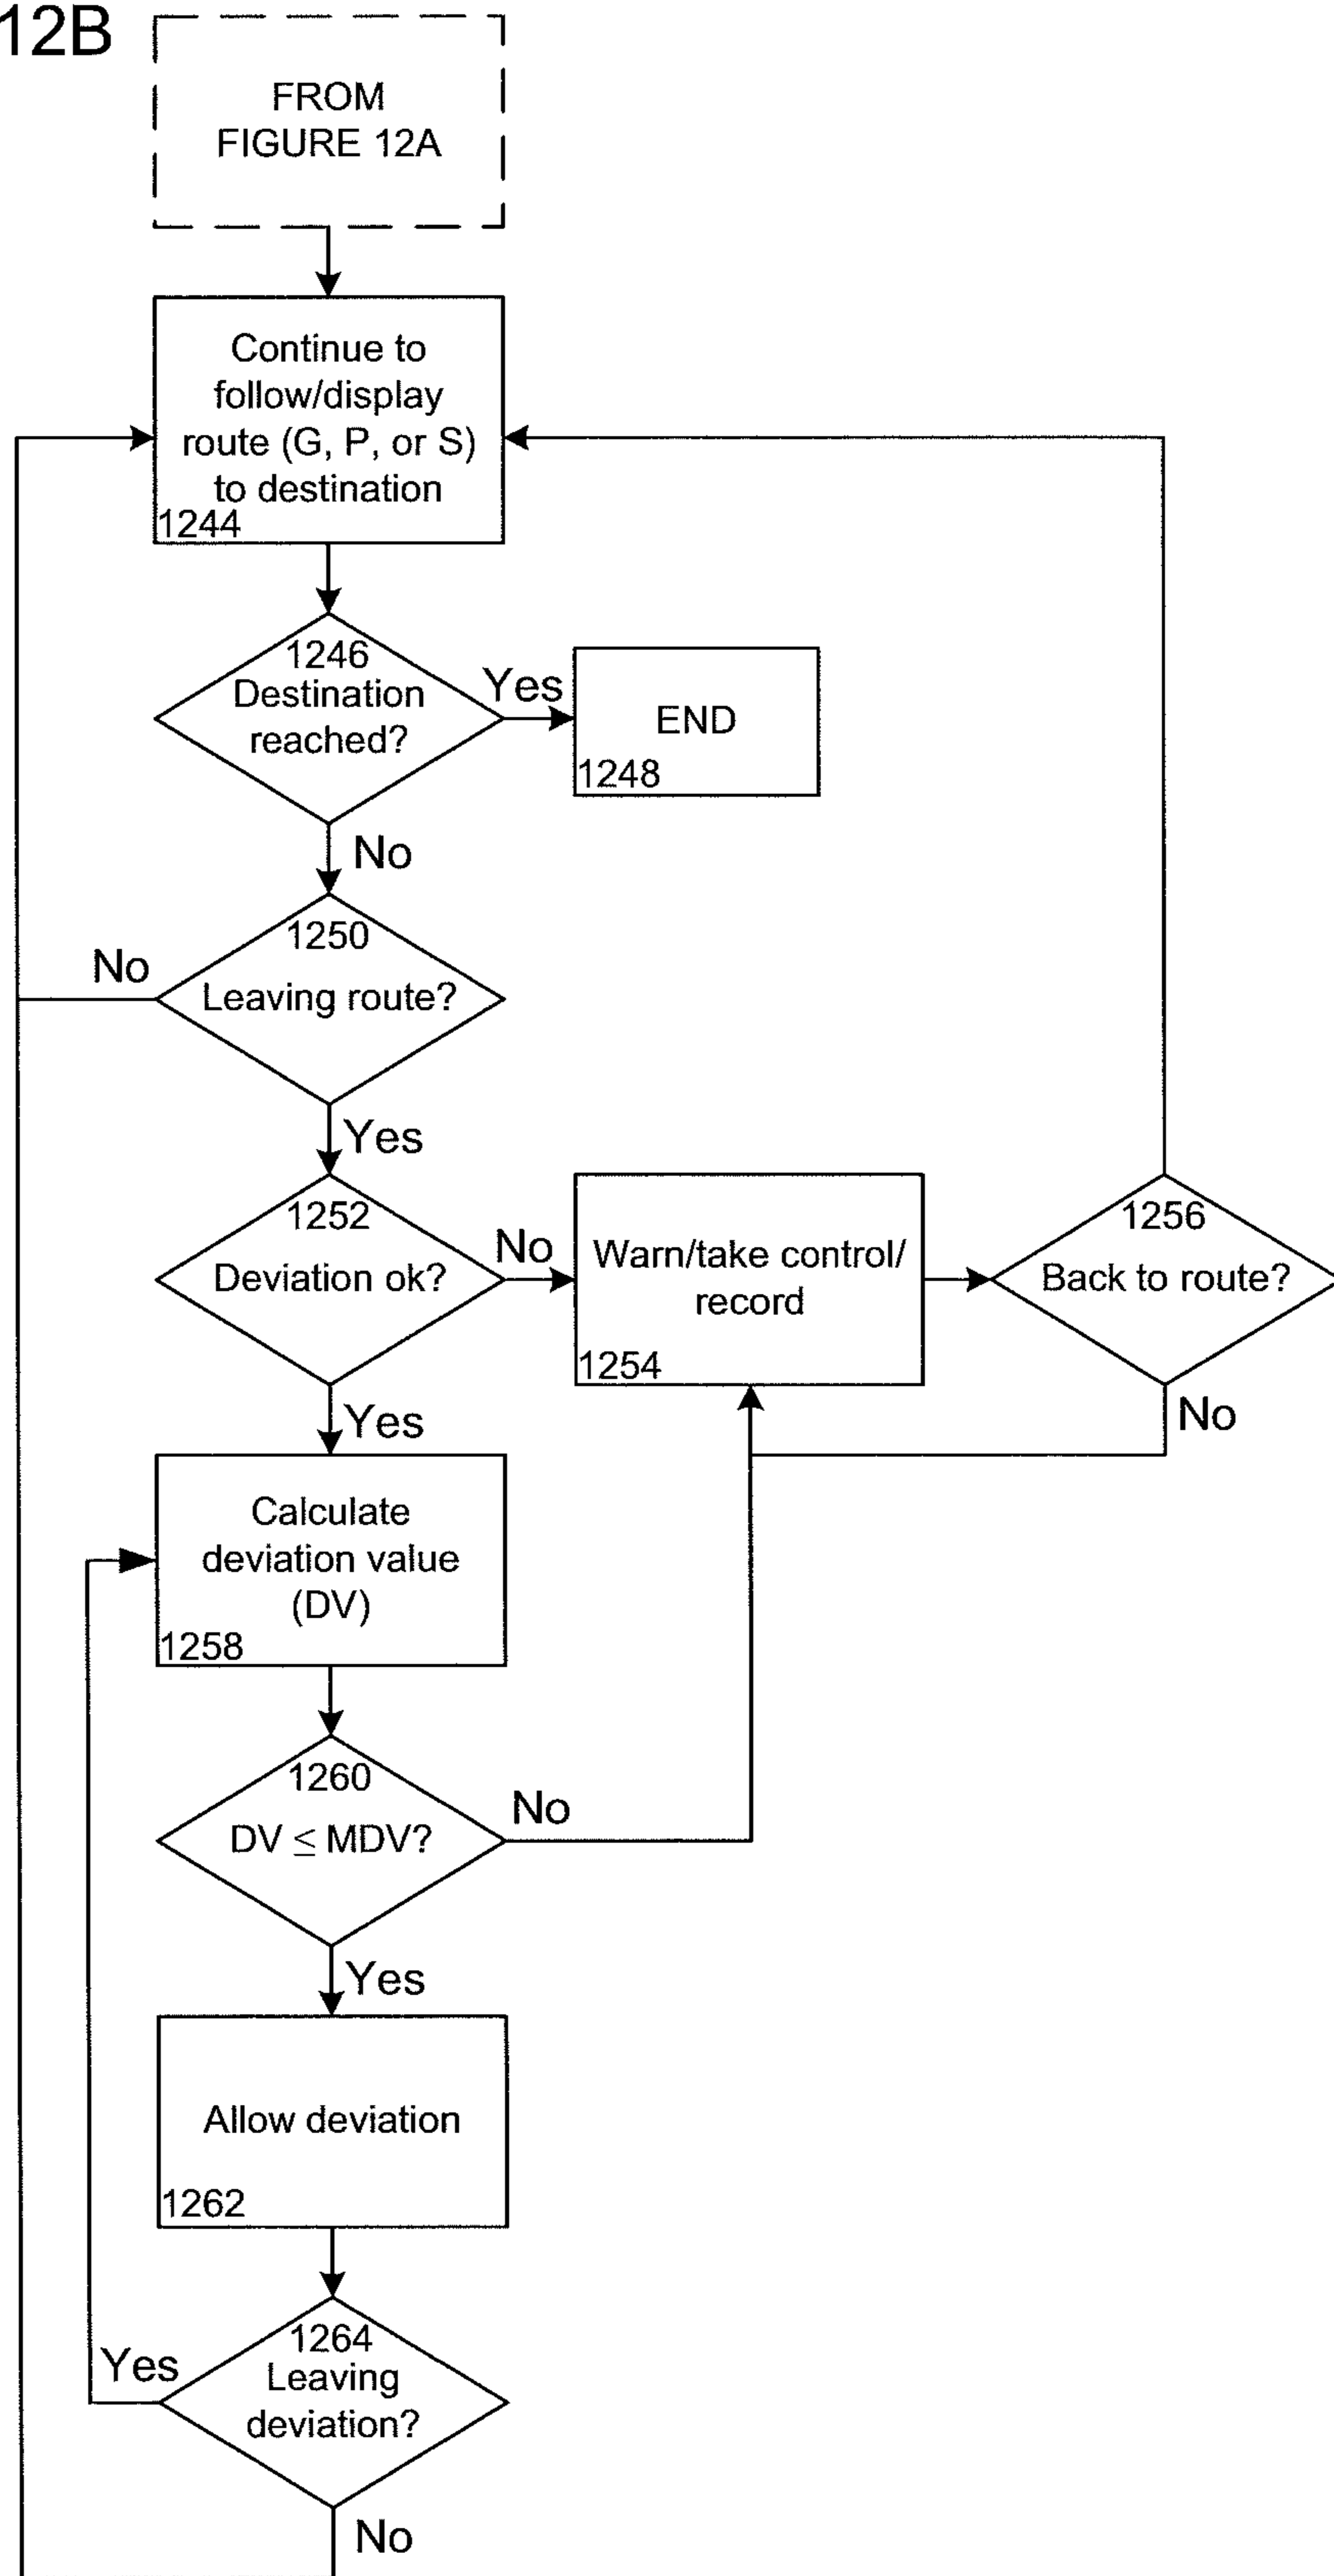 12B
FROM
FIGURE 12A
Continue to
follow/display
route (G, P, or S)
to destination
1244
1246
Destination
reached?
Yes
END
1248
No
1250
Leaving route?
No
Yes
1252
Deviation ok?
No
Warn/take control/
record
1254
1256
Back to route?
No
Yes
Calculate
deviation value
(DV)
1258
1260
DV ≤ MDV?
No
Yes
Allow deviation
1262
1264
Leaving
deviation?
Yes
No